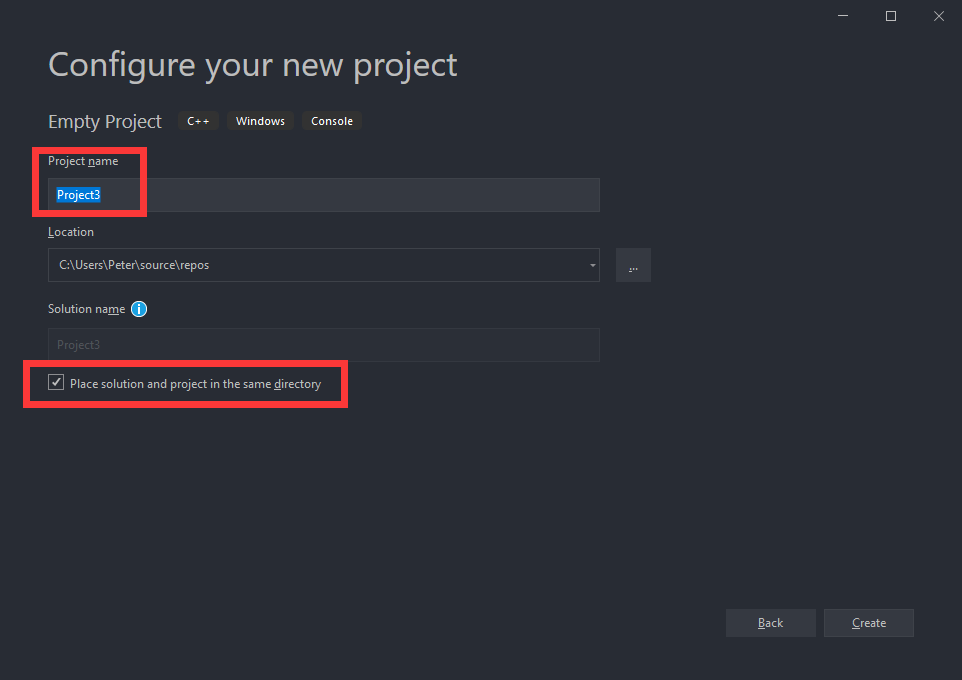 Configure your new project
Empty Project C++ Windows Console
Project name
Project3
Location
C:\Users\Peter\source\repos
...
Solution name
Project3
Place solution and project in the same directory
Back Create